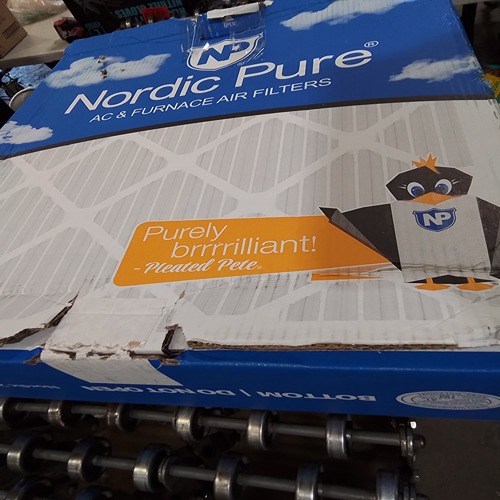 NP
Nordic Pure®
AC & FURNACE AIR FILTERS
Purely
brrrrilliant!
- Pleated Pete®
NP
BOTTOM | DO NOT OPEN